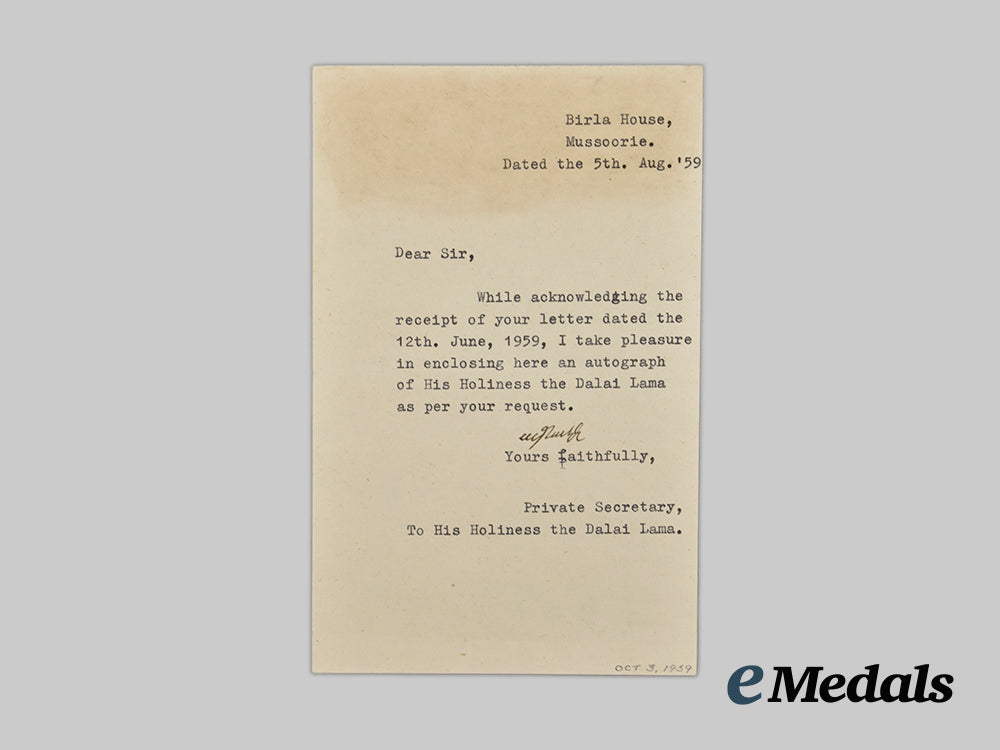 Birla House,
Mussoorie.
Dated the 5th. Aug.'59
Dear Sir,
While acknowledging the
receipt of your letter dated the
12th. June, 1959, I take pleasure
in enclosing here an autograph
of His Holiness the Dalai Lama
as per your request.
Yours faithfully,
Private Secretary,
To His Holiness the Dalai Lama.
OCT 3, 1959
eMedals